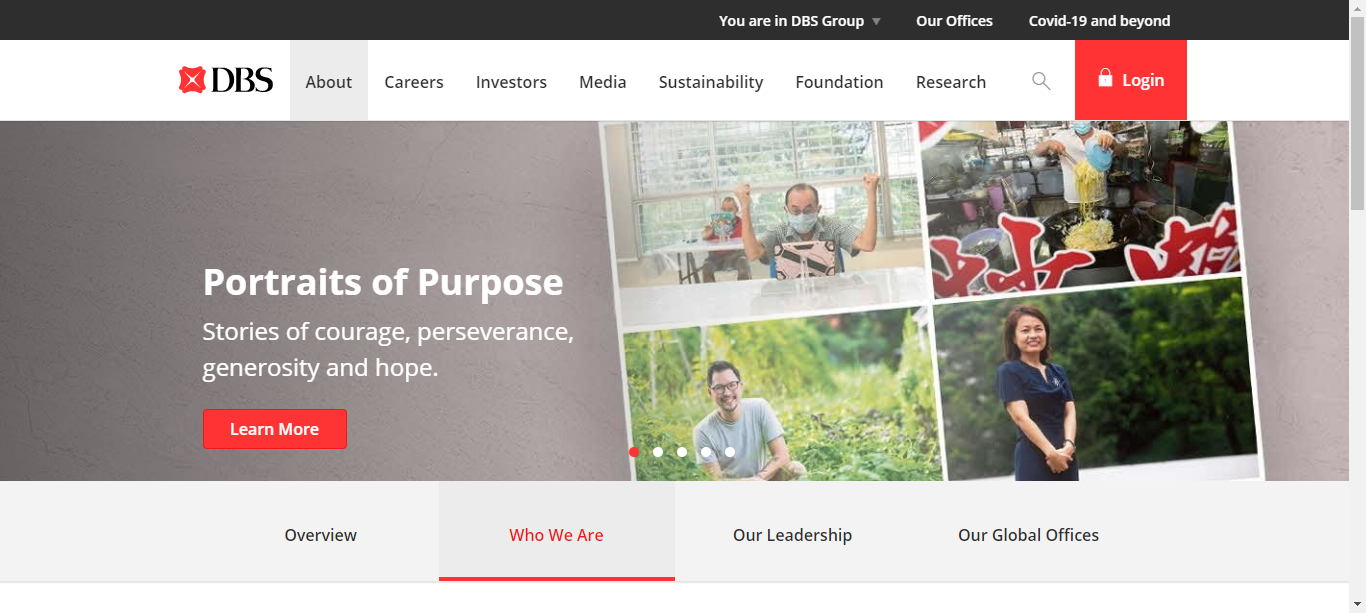 You are in DBS Group
Our Offices
Covid-19 and beyond
DBS
About
Careers
Investors
Media
Sustainability
Foundation
Research
Login
Portraits of Purpose
Stories of courage, perseverance,
generosity and hope.
Learn More
Overview
Who We Are
Our Leadership
Our Global Offices